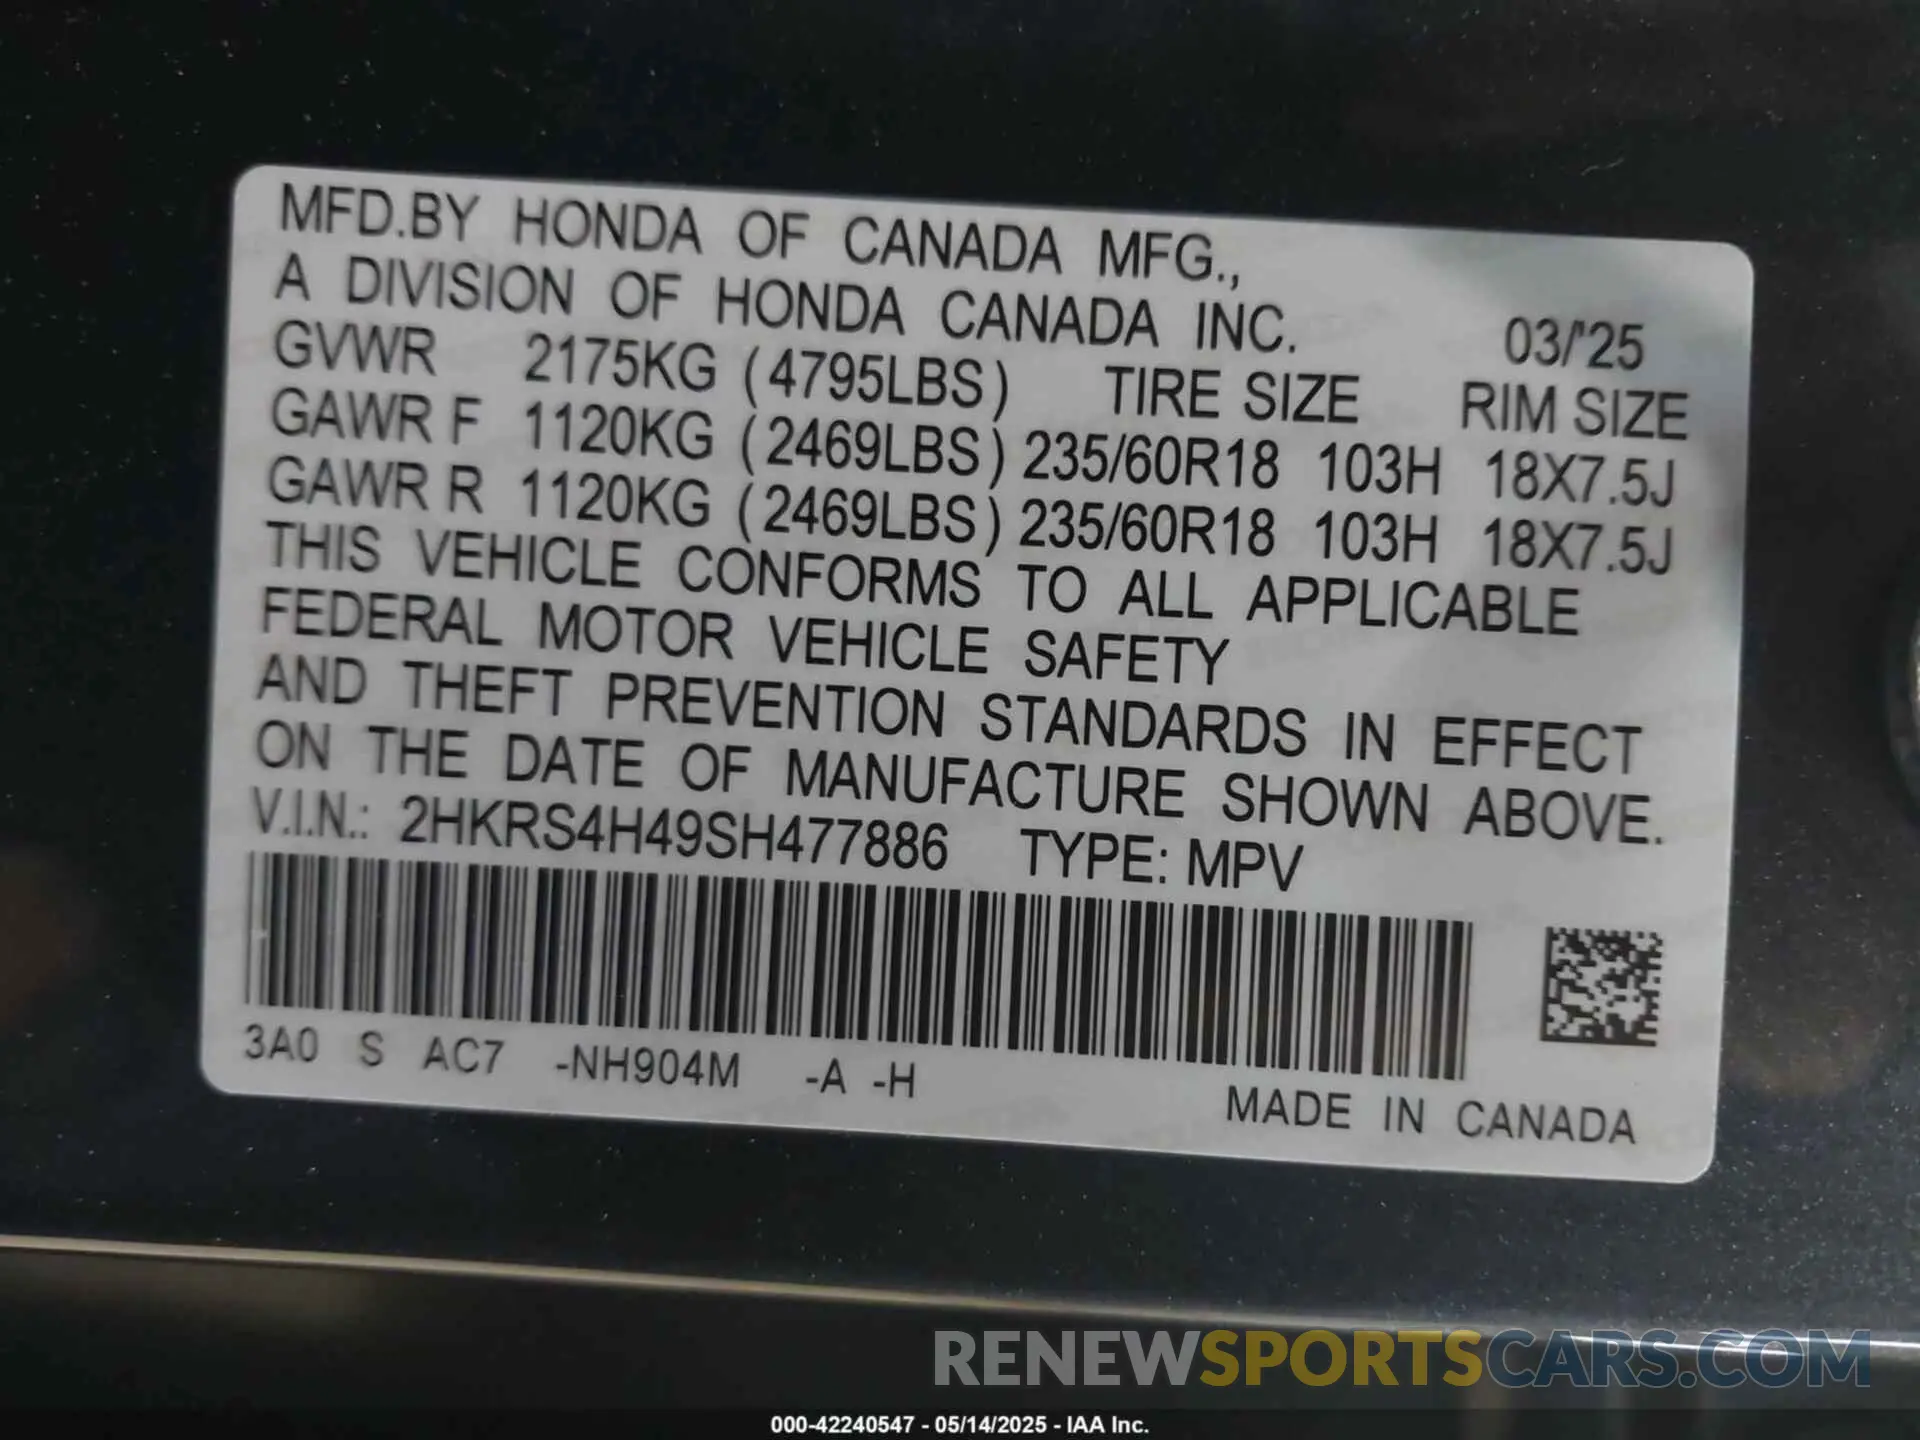 MFD.BY HONDA OF CANADA MFG.,
A DIVISION OF HONDA CANADA INC. 03/'25
GVWR 2175KG (4795LBS) TIRE SIZE RIM SIZE
GAWR F 1120KG (2469LBS) 235/60R18 103H 18X7.5J
GAWR R 1120KG (2469LBS) 235/60R18 103H 18X7.5J
THIS VEHICLE CONFORMS TO ALL APPLICABLE
FEDERAL MOTOR VEHICLE SAFETY
AND THEFT PREVENTION STANDARDS IN EFFECT
ON THE DATE OF MANUFACTURE SHOWN ABOVE.
V.I.N.: 2HKRS4H49SH477886 TYPE: MPV
3A0 S AC7 -NH904M -A -H
MADE IN CANADA
RENEWSPORTSCARS.COM
000-42240547 - 05/14/2025 - IAA Inc.